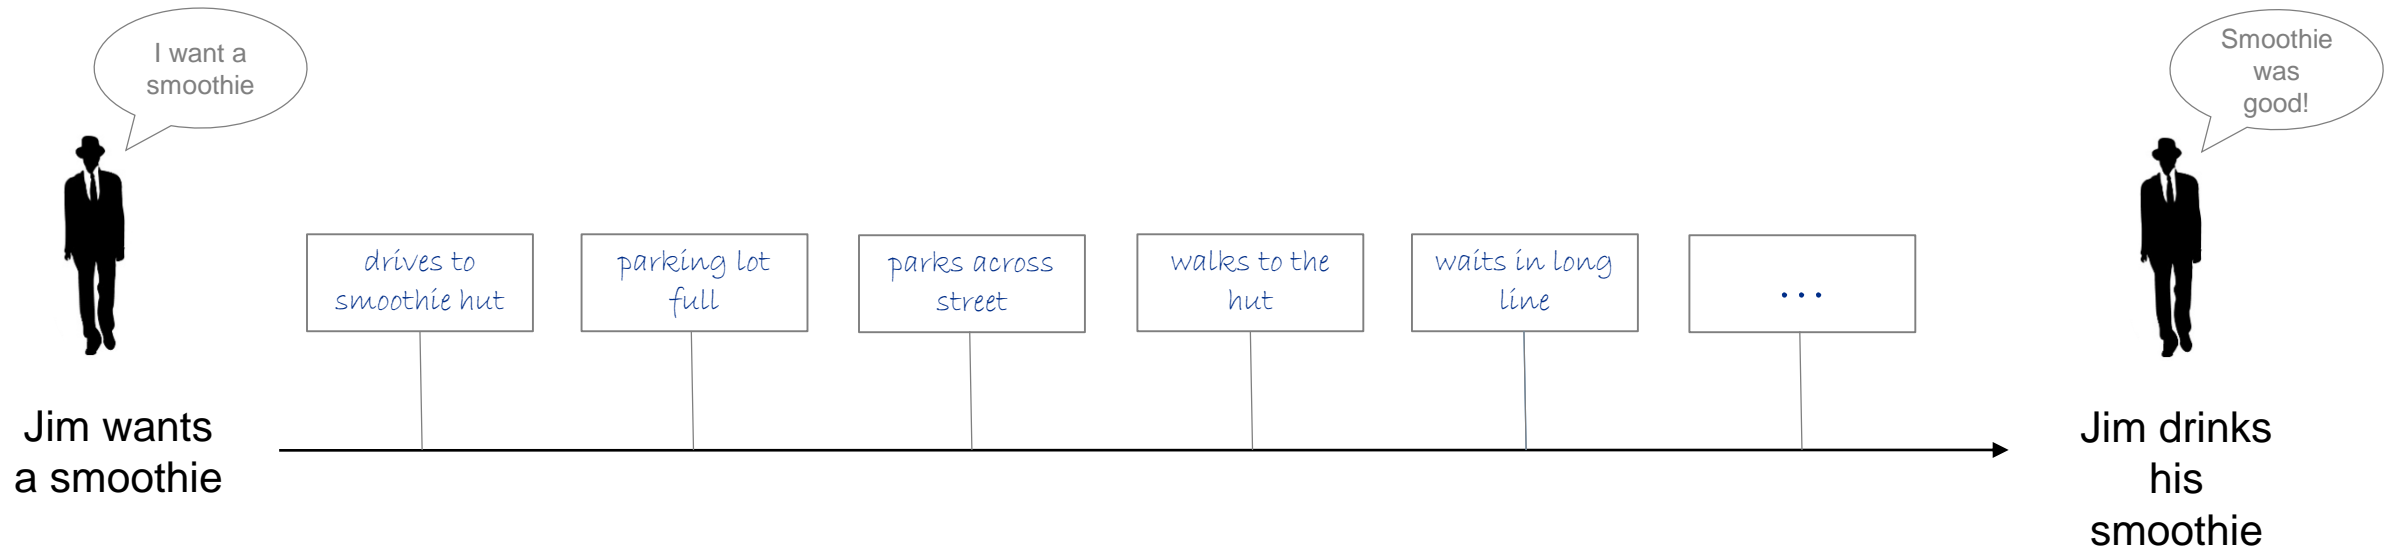 I want a
smoothie
Smoothie
was
good!
drives to
smoothie hut
parking lot
full
parks across
street
walks to the
hut
waits in long
line
...
Jim wants
a smoothie
Jim drinks
his
smoothie